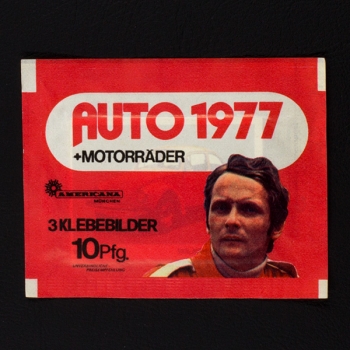 AUTO 1977
+MOTORRÄDER
AMERICANA
MÜNCHEN
3 KLEBEBILDER
10 Pfg.